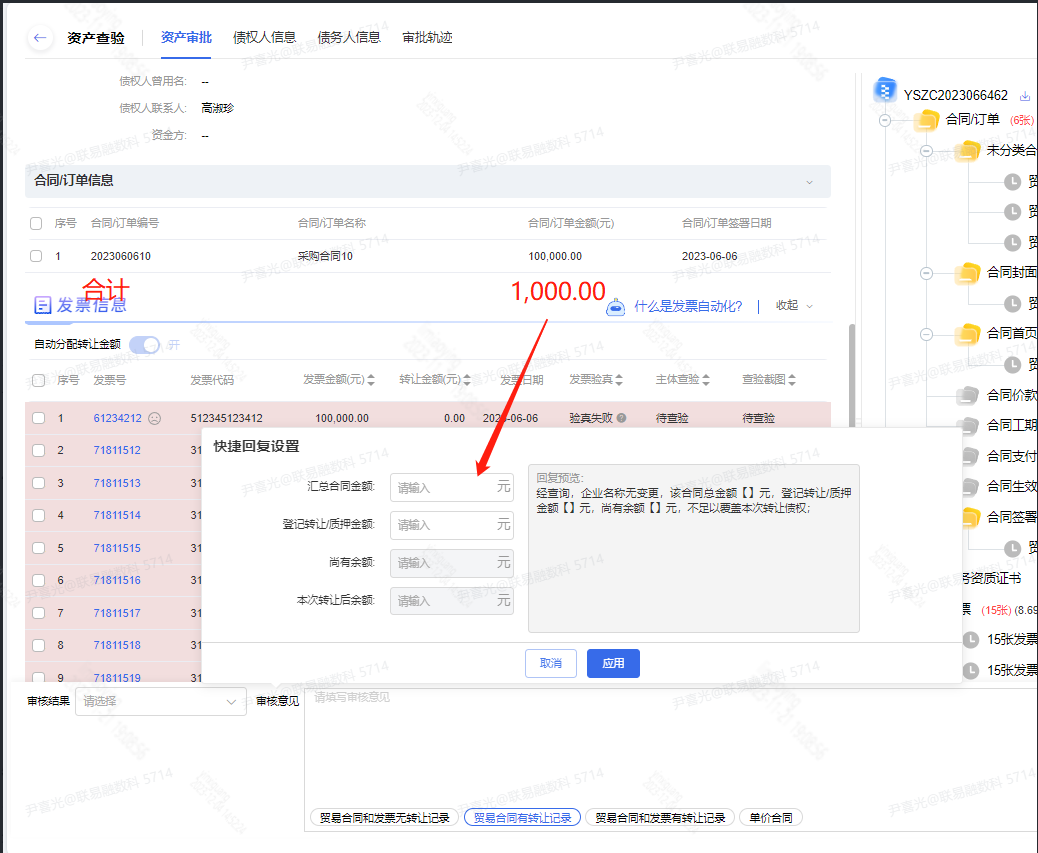 资产查验 资产审批 债权人信息 债务人信息 审批轨迹
债权人曾用名: --
债权人联系人: 高淑珍
资金方: --
合同/订单信息
序号 合同/订单编号 合同/订单名称 合同/订单金额(元) 合同/订单签署日期
1 2023060610 采购合同10 100,000.00 2023-06-06
合计 1,000.00
发票信息 什么是发票自动化? | 收起
自动分配转让金额 开
序号 发票号 发票代码 发票金额(元) 转让金额(元) 发票日期 发票验真 主体查验 查验截图
1 61234212 512345123412 100,000.00 0.00 2023-06-06 验真失败 待查验 待查验
2 71811512 31
3 71811513 31
4 71811514 31
5 71811515 31
6 71811516 31
7 71811517 31
8 71811518 31
9 71811519 31
快捷回复设置
汇总合同金额: 请输入 元
登记转让/质押金额: 请输入 元
尚有余额: 请输入 元
本次转让后余额: 请输入 元
回复预览:
经查询，企业名称无变更，该合同总金额【】元，登记转让/质押
金额【】元，尚有余额【】元，不足以覆盖本次转让债权；
取消 应用
审核结果 请选择 审核意见 请填写审核意见
贸易合同和发票无转让记录 贸易合同有转让记录 贸易合同和发票有转让记录 单价合同
YSZC2023066462
合同/订单 (6张)
未分类合
贸
贸
贸
合同封面
贸
合同首页
贸
合同价款
合同工期
合同支付
合同生效
合同签署
贸
务资质证书
票 (15张) (8.69
15张发票
15张发票
尹喜光@联易融数科 5714